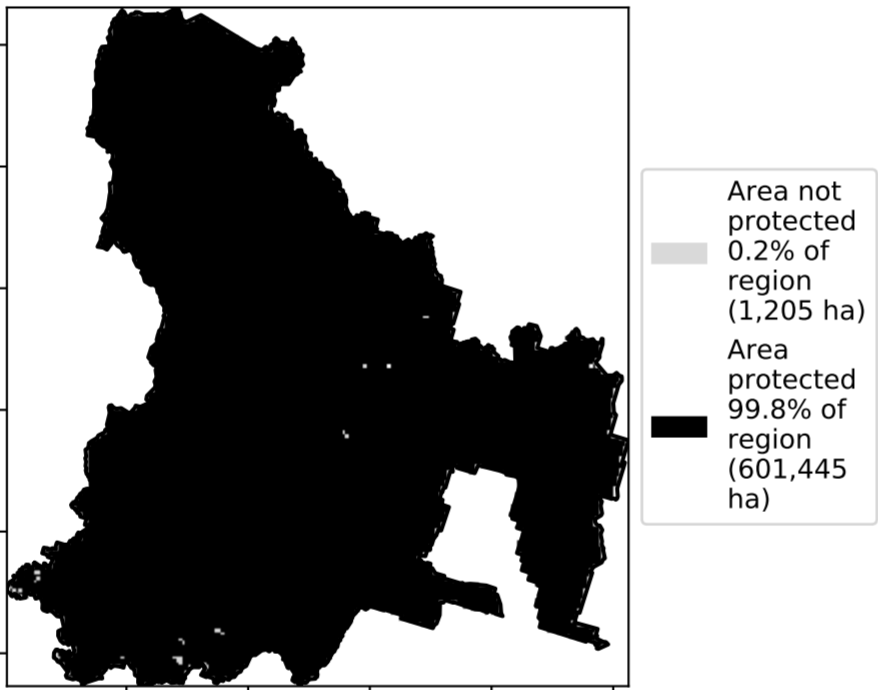 Area not
protected
0.2% of
region
(1,205 ha)
Area
protected
99.8% of
region
(601,445
ha)